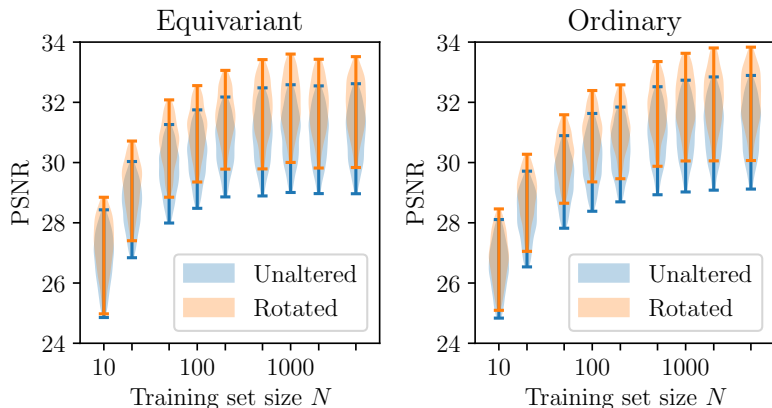 Equivariant
34
32
30
28
26
24
PSNR
10
100
1000
Training set size N
Unaltered
Rotated
Ordinary
34
32
30
28
26
24
PSNR
10
100
1000
Training set size N
Unaltered
Rotated